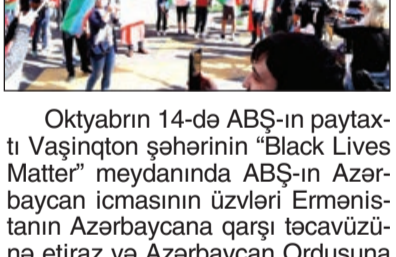 Oktyabrın 14-də ABŞ-ın paytax-
tı Vaşinqton şəhərinin “Black Lives
Matter” meydanında ABŞ-ın Azər-
baycan icmasının üzvləri Ermənis-
tanın Azərbaycana qarşı təcavüzü-
nə etiraz və Azərbaycan Ordusuna